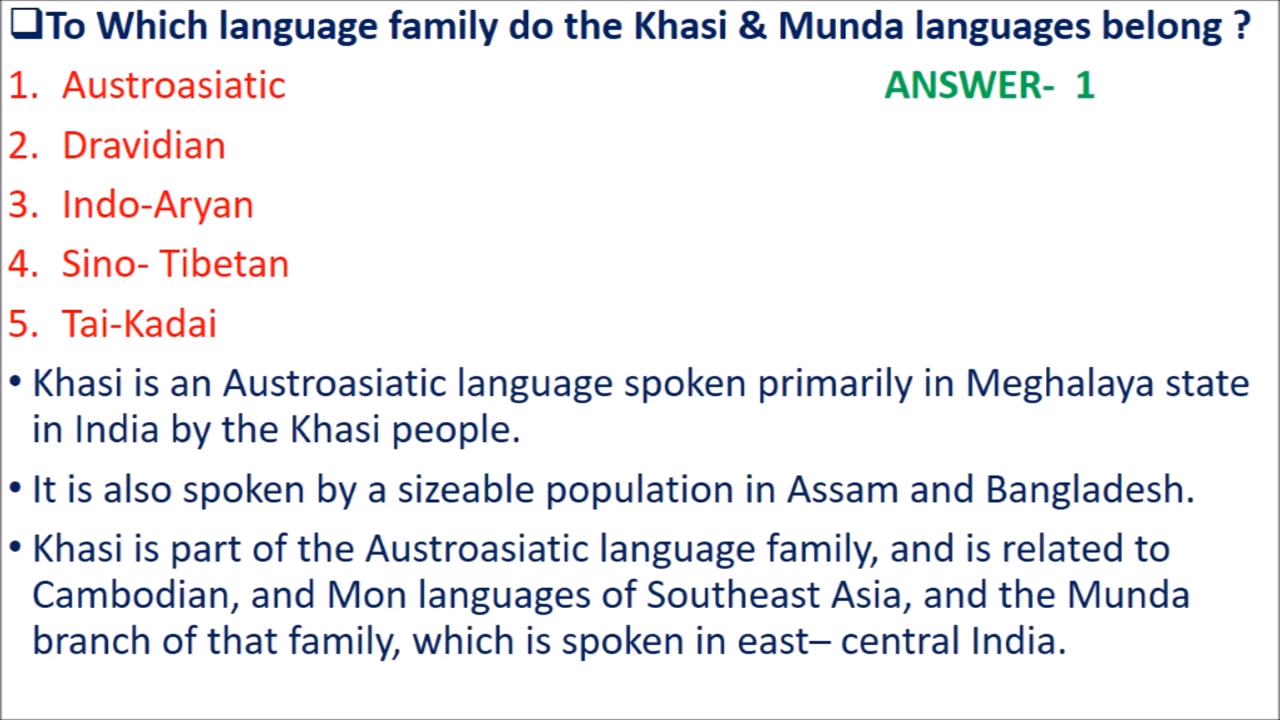 ❑To Which language family do the Khasi & Munda languages belong ?
1. Austroasiatic ANSWER- 1
2. Dravidian
3. Indo-Aryan
4. Sino- Tibetan
5. Tai-Kadai
• Khasi is an Austroasiatic language spoken primarily in Meghalaya state
in India by the Khasi people.
• It is also spoken by a sizeable population in Assam and Bangladesh.
• Khasi is part of the Austroasiatic language family, and is related to
Cambodian, and Mon languages of Southeast Asia, and the Munda
branch of that family, which is spoken in east– central India.